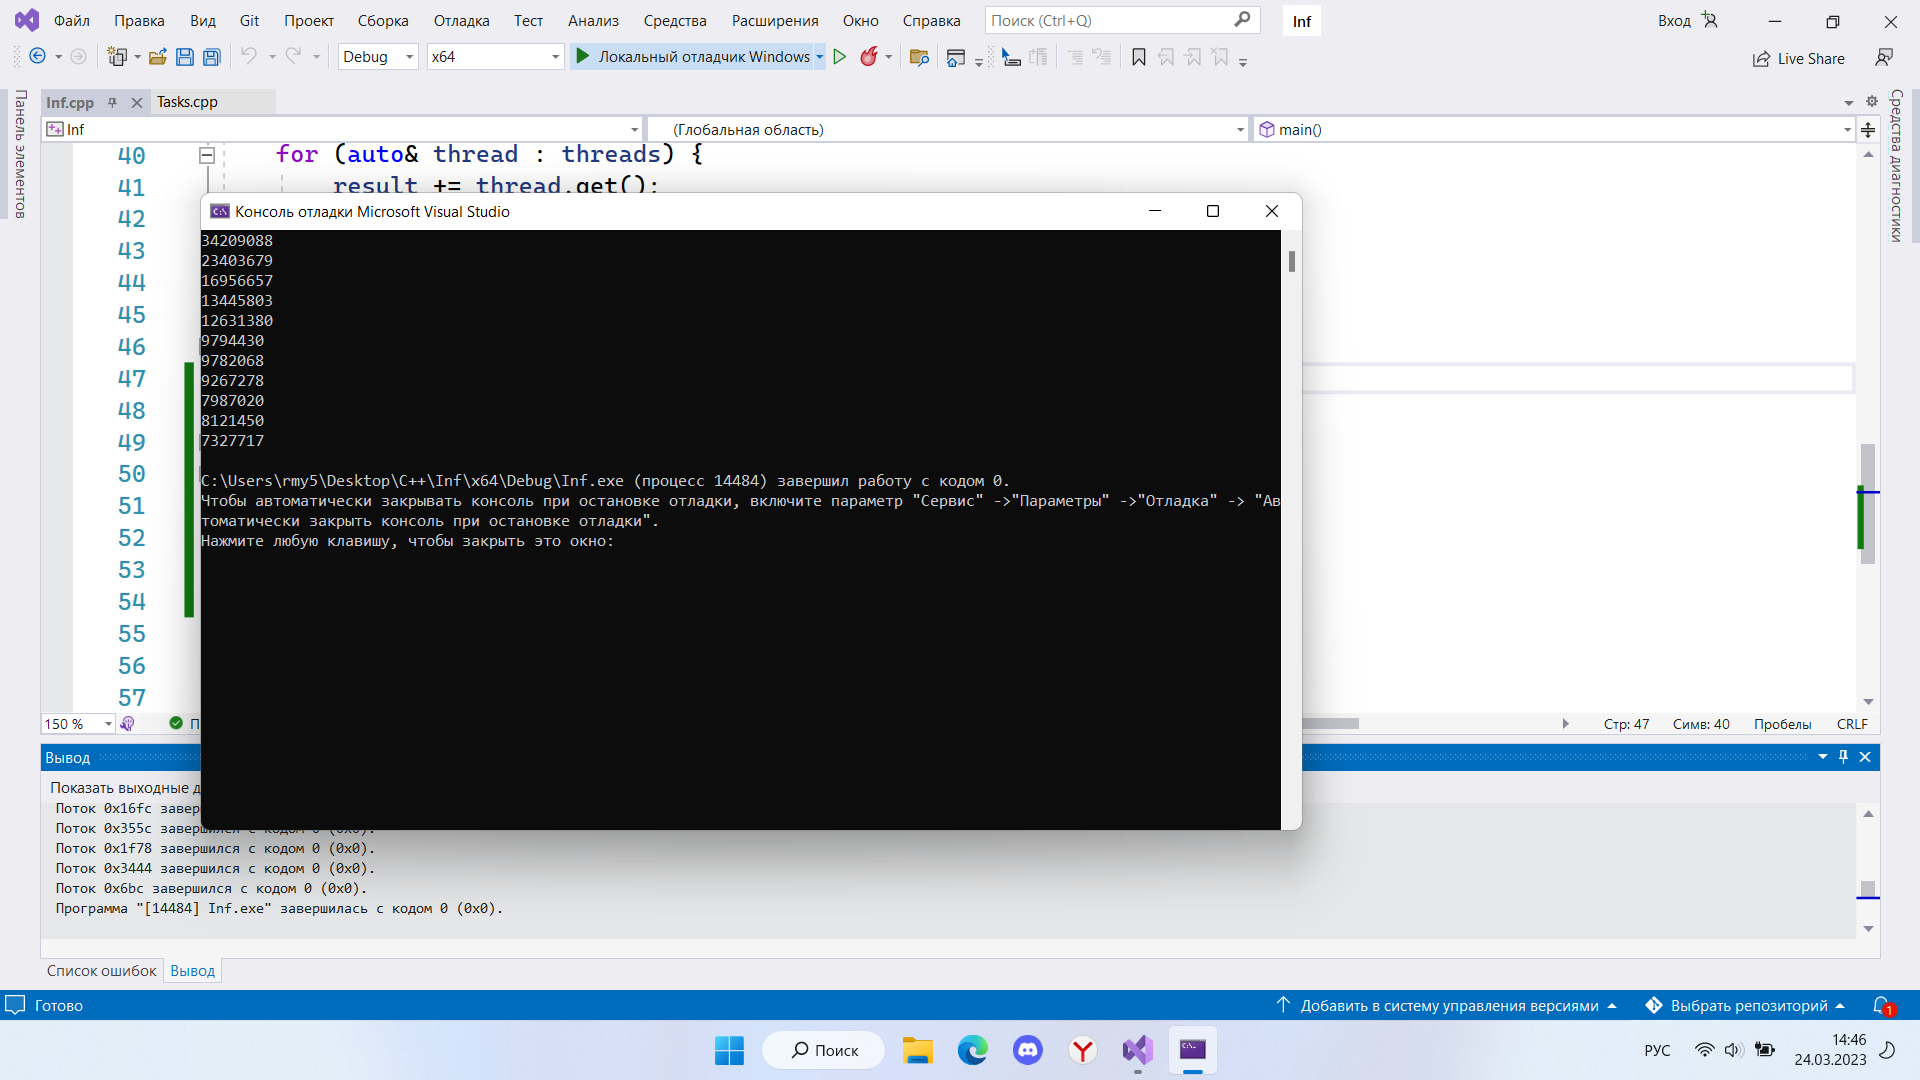 Файл Правка Вид Git Проект Сборка Отладка Тест Анализ Средства Расширения Окно Справка Поиск (Ctrl+Q) Inf Вход
Debug x64 Локальный отладчик Windows Live Share
Панель элементов
Inf.cpp Tasks.cpp
Средства диагностики
Inf (Глобальная область) main()
40 for (auto& thread : threads) {
41 result += thread.get();
42
43
44
45
46
47
48
49
50
51
52
53
54
55
56
57
Консоль отладки Microsoft Visual Studio
34209088
23403679
16956657
13445803
12631380
9794430
9782068
9267278
7987020
8121450
7327717
C:\Users\rmy5\Desktop\C++\Inf\x64\Debug\Inf.exe (процесс 14484) завершил работу с кодом 0.
Чтобы автоматически закрывать консоль при остановке отладки, включите параметр "Сервис" ->"Параметры" ->"Отладка" -> "Ав
томатически закрыть консоль при остановке отладки".
Нажмите любую клавишу, чтобы закрыть это окно:
150 % П Стр: 47 Симв: 40 Пробелы CRLF
Вывод
Показать выходные д
Поток 0x16fc завер
Поток 0x355c завершился с кодом 0 (0x0).
Поток 0x1f78 завершился с кодом 0 (0x0).
Поток 0x3444 завершился с кодом 0 (0x0).
Поток 0x6bc завершился с кодом 0 (0x0).
Программа "[14484] Inf.exe" завершилась с кодом 0 (0x0).
Список ошибок Вывод
Готово Добавить в систему управления версиями Выбрать репозиторий 1
Поиск РУС 14:46
24.03.2023